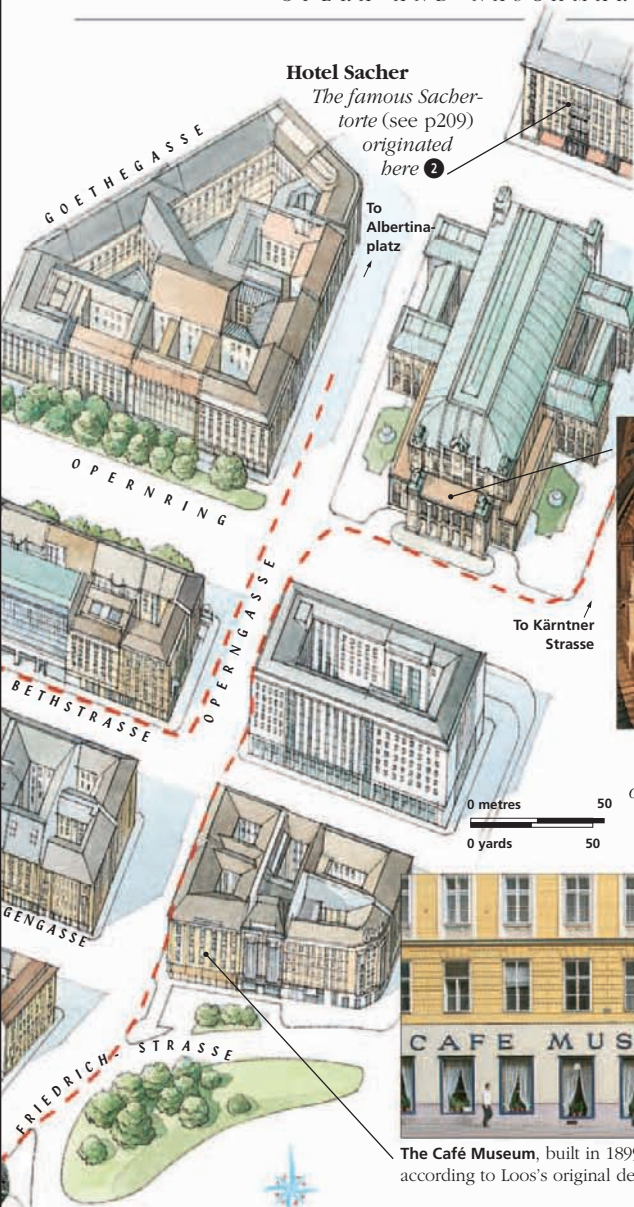 Hotel Sacher
The famous Sacher-
torte (see p209)
originated
here 2
GOETHEGASSE
To
Albertina-
platz
OPERNRING
OPERNGASSE
To Kärntner
Strasse
BETHSTRASSE
0 metres 50
0 yards 50
GENGASSE
CAFE MUS
FRIEDRICH- STRASSE
The Café Museum, built in 1899
according to Loos's original de